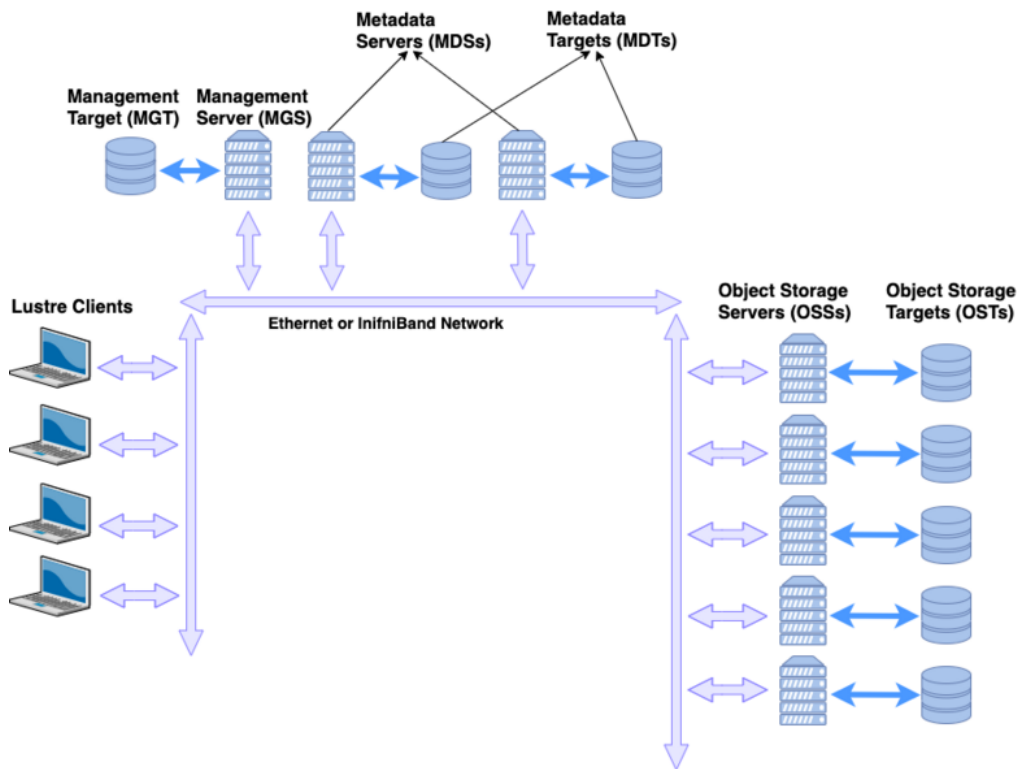 Metadata
Servers (MDSs)
Metadata
Targets (MDTs)
Management
Target (MGT)
Management
Server (MGS)
Lustre Clients
Ethernet or InifniBand Network
Object Storage
Servers (OSSs)
Object Storage
Targets (OSTs)